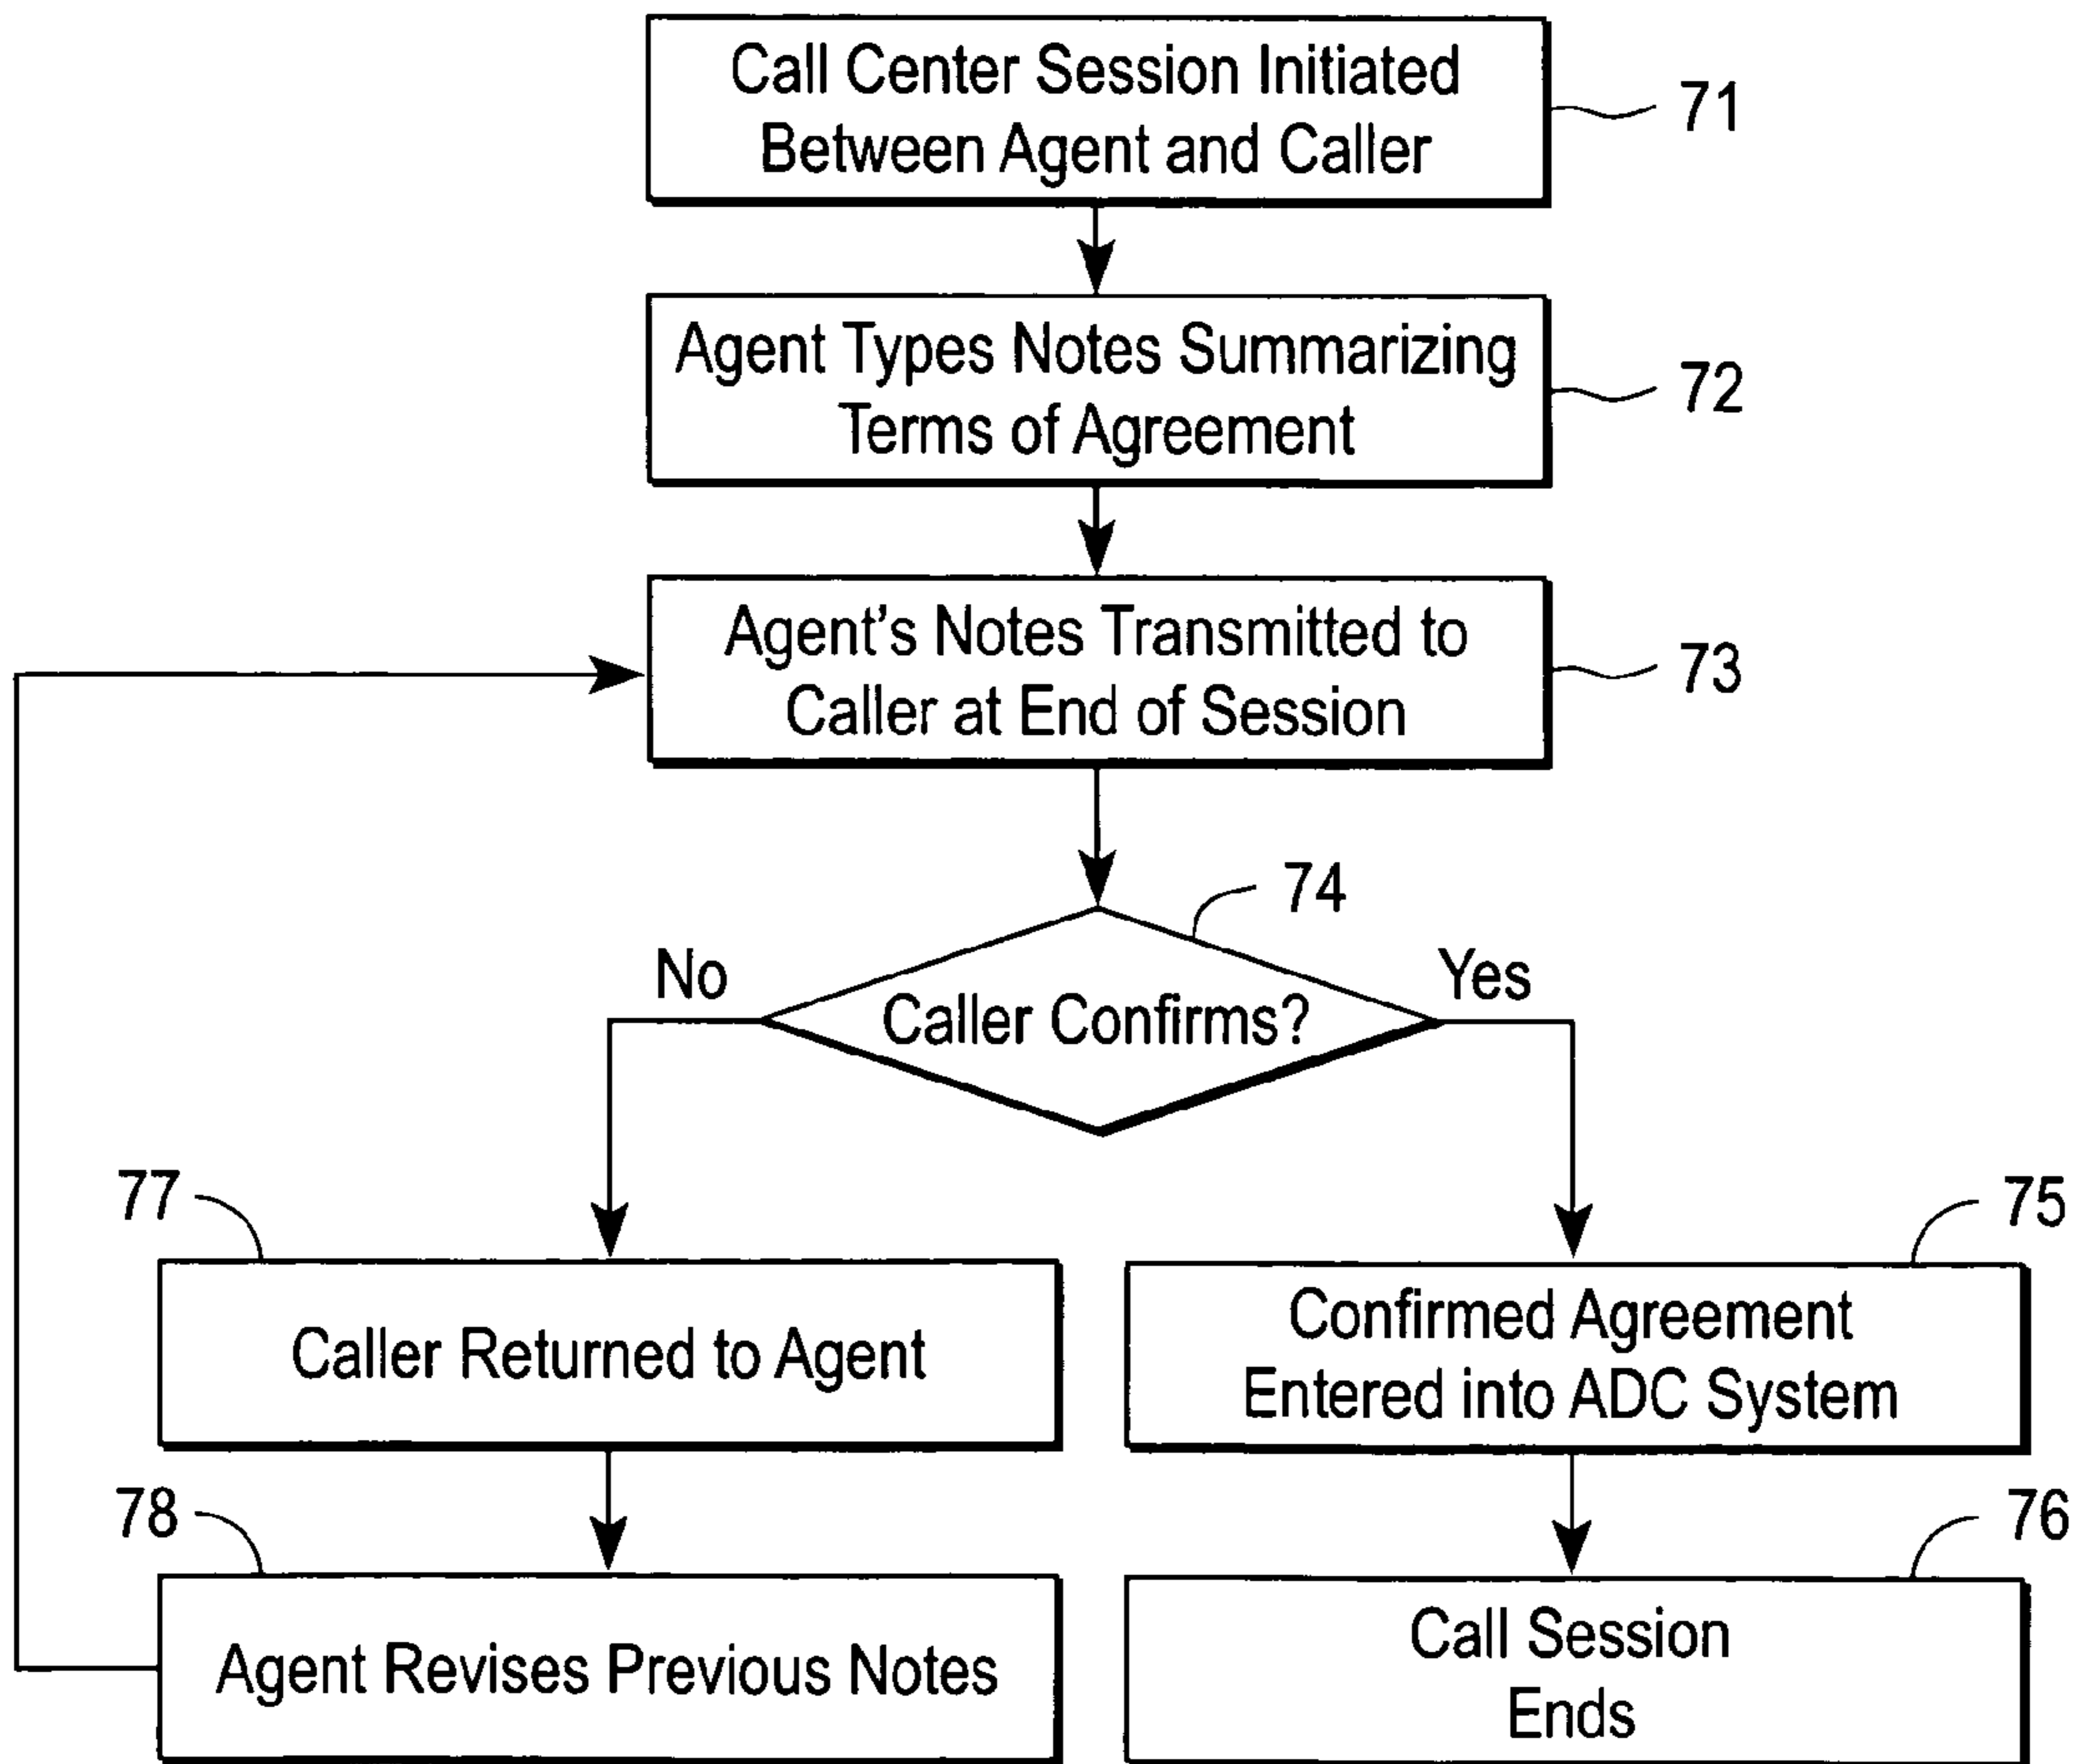 Call Center Session Initiated
Between Agent and Caller
71
Agent Types Notes Summarizing
Terms of Agreement
72
Agent's Notes Transmitted to
Caller at End of Session
73
74
No
Yes
Caller Confirms?
77
75
Caller Returned to Agent
Confirmed Agreement
Entered into ADC System
78
76
Agent Revises Previous Notes
Call Session
Ends